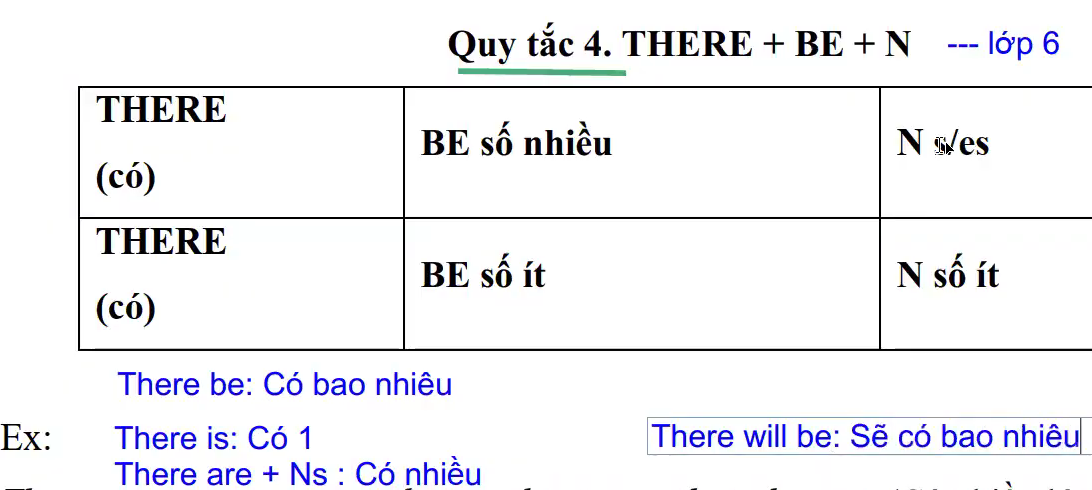 Quy tắc 4. THERE + BE + N --- lớp 6
THERE
(có)
BE số nhiều
N s/es
THERE
(có)
BE số ít
N số ít
There be: Có bao nhiêu
Ex:
There is: Có 1
There will be: Sẽ có bao nhiêu
There are + Ns : Có nhiều